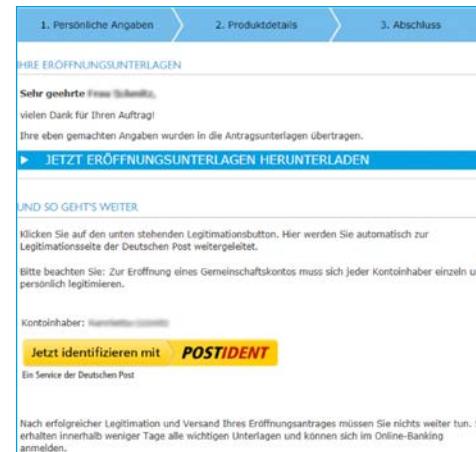 1. Persönliche Angaben
2. Produktdetails
3. Abschluss
IHRE ERÖFFNUNGSUNTERLAGEN
Sehr geehrte
vielen Dank für Ihren Auftrag!
Ihre eben gemachten Angaben wurden in die Antragsunterlagen übertragen.
JETZT ERÖFFNUNGSUNTERLAGEN HERUNTERLADEN
UND SO GEHT'S WEITER
Klicken Sie auf den unten stehenden Legitimationsbutton. Hier werden Sie automatisch zur
Legitimationsseite der Deutschen Post weitergeleitet.
Bitte beachten Sie: Zur Eröffnung eines Gemeinschaftskontos muss sich jeder Kontoinhaber einzeln u
persönlich legitimieren.
Kontoinhaber:
Jetzt identifizieren mit POSTIDENT
Ein Service der Deutschen Post
Nach erfolgreicher Legitimation und Versand Ihres Eröffnungsantrages müssen Sie nichts weiter tun.
erhalten innerhalb weniger Tage alle wichtigen Unterlagen und können sich im Online-Banking
anmelden.